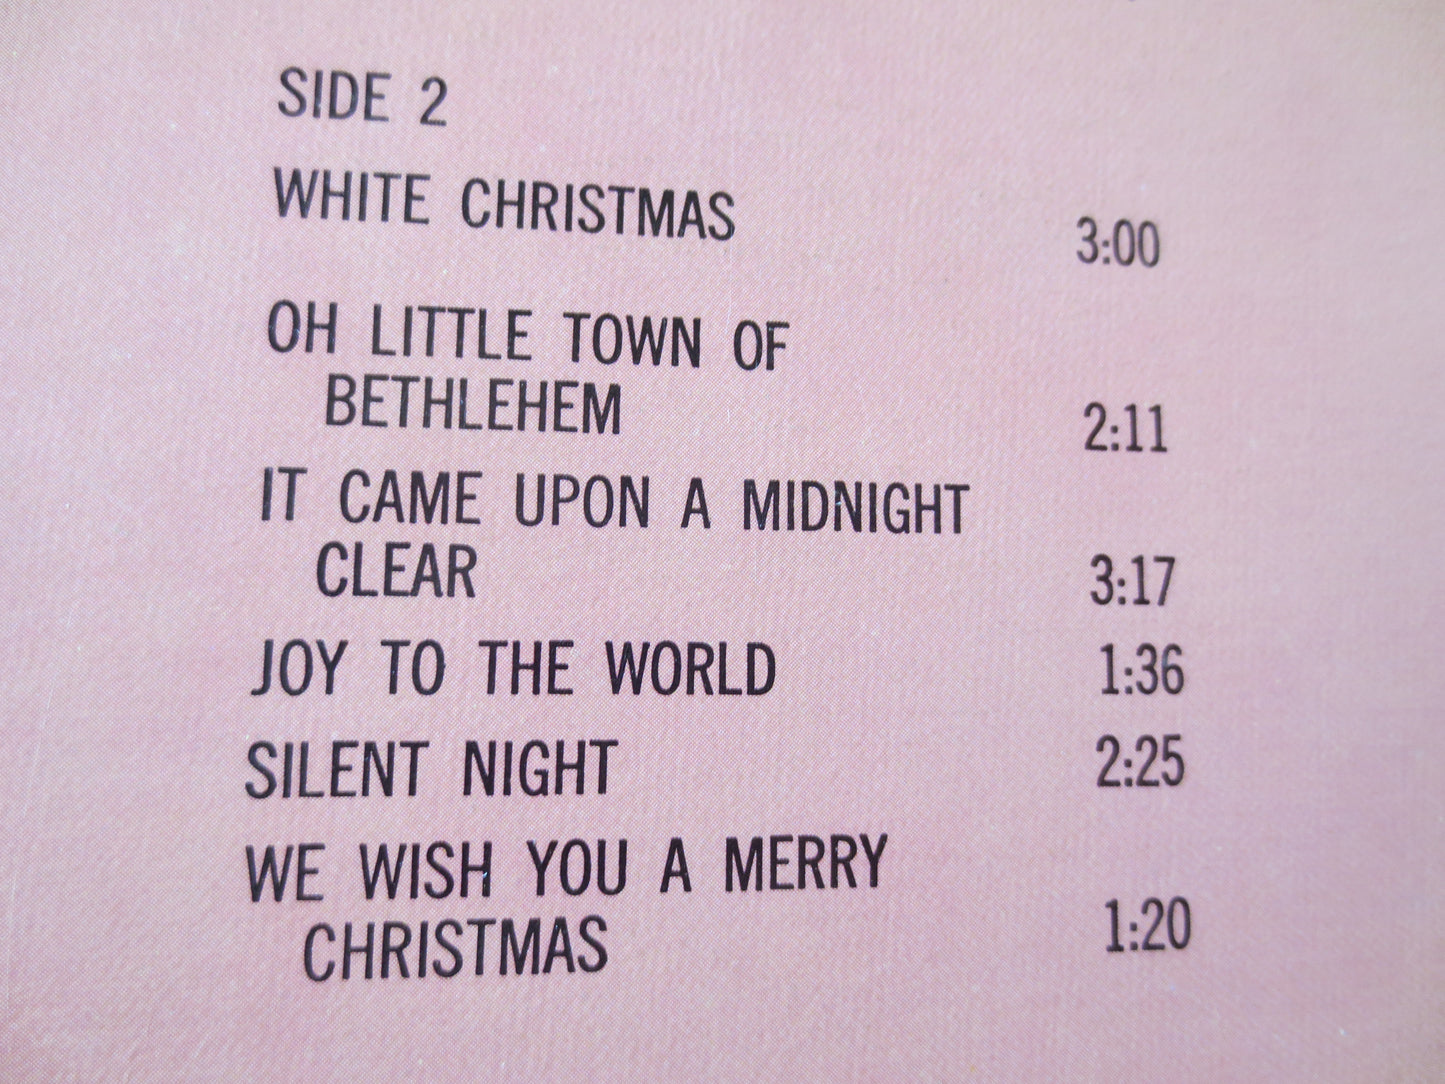 SIDE 2
WHITE CHRISTMAS 3:00
OH LITTLE TOWN OF
BETHLEHEM 2:11
IT CAME UPON A MIDNIGHT
CLEAR 3:17
JOY TO THE WORLD 1:36
SILENT NIGHT 2:25
WE WISH YOU A MERRY
CHRISTMAS 1:20